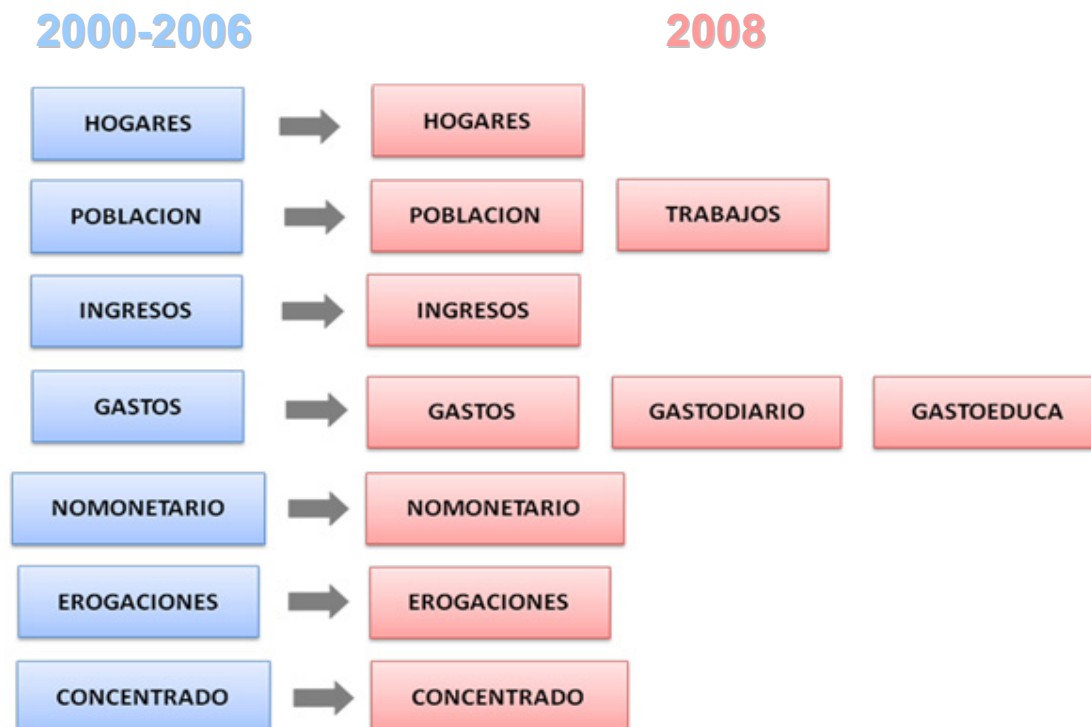 2000-2006 2008
HOGARES HOGARES
POBLACION POBLACION TRABAJOS
INGRESOS INGRESOS
GASTOS GASTOS GASTODIARIO GASTOEDUCA
NOMONETARIO NOMONETARIO
EROGACIONES EROGACIONES
CONCENTRADO CONCENTRADO